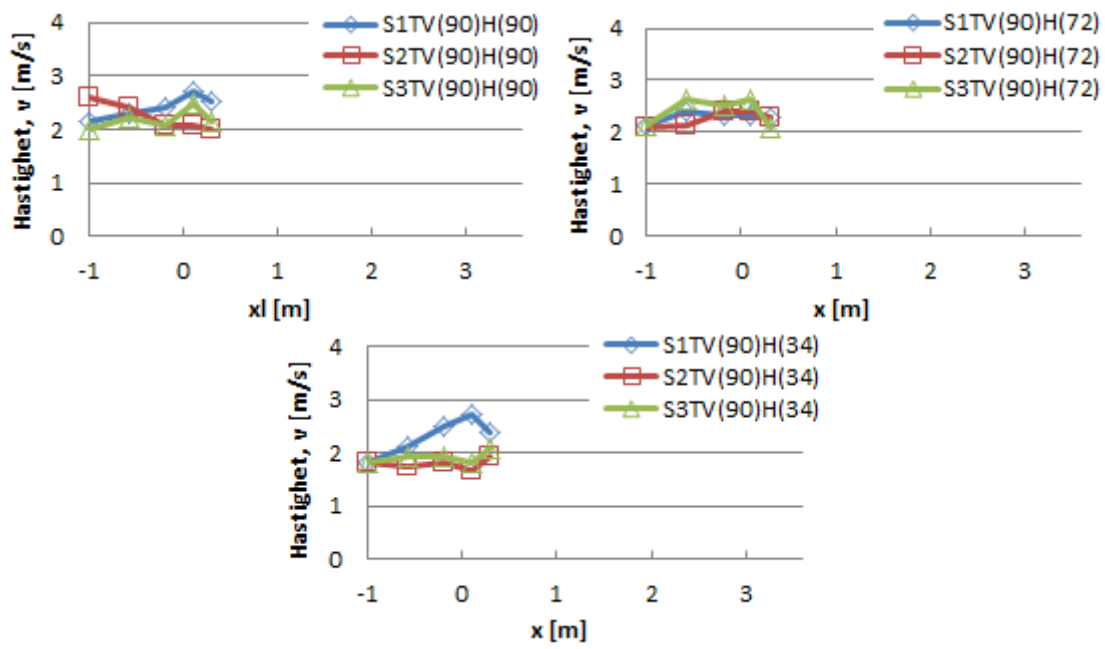 S1TV(90)H(90)
S2TV(90)H(90)
S3TV(90)H(90)
Hastighet, v [m/s]
4
3
2
1
0
-1 0 1 2 3
xl [m]
S1TV(90)H(72)
S2TV(90)H(72)
S3TV(90)H(72)
Hastighet, v [m/s]
4
3
2
1
0
-1 0 1 2 3
x [m]
S1TV(90)H(34)
S2TV(90)H(34)
S3TV(90)H(34)
Hastighet, v [m/s]
4
3
2
1
0
-1 0 1 2 3
x [m]